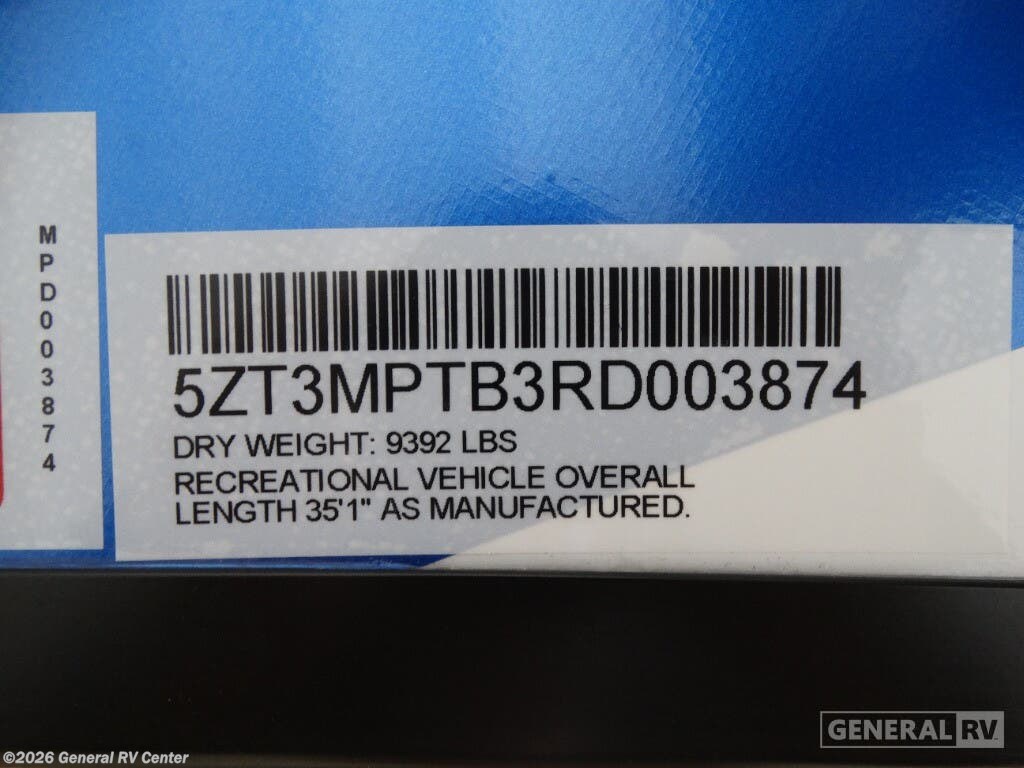 MPD003874
5ZT3MPTB3RD003874
DRY WEIGHT: 9392 LBS
RECREATIONAL VEHICLE OVERALL
LENGTH 35'1" AS MANUFACTURED.
GENERAL RV
©2026 General RV Center